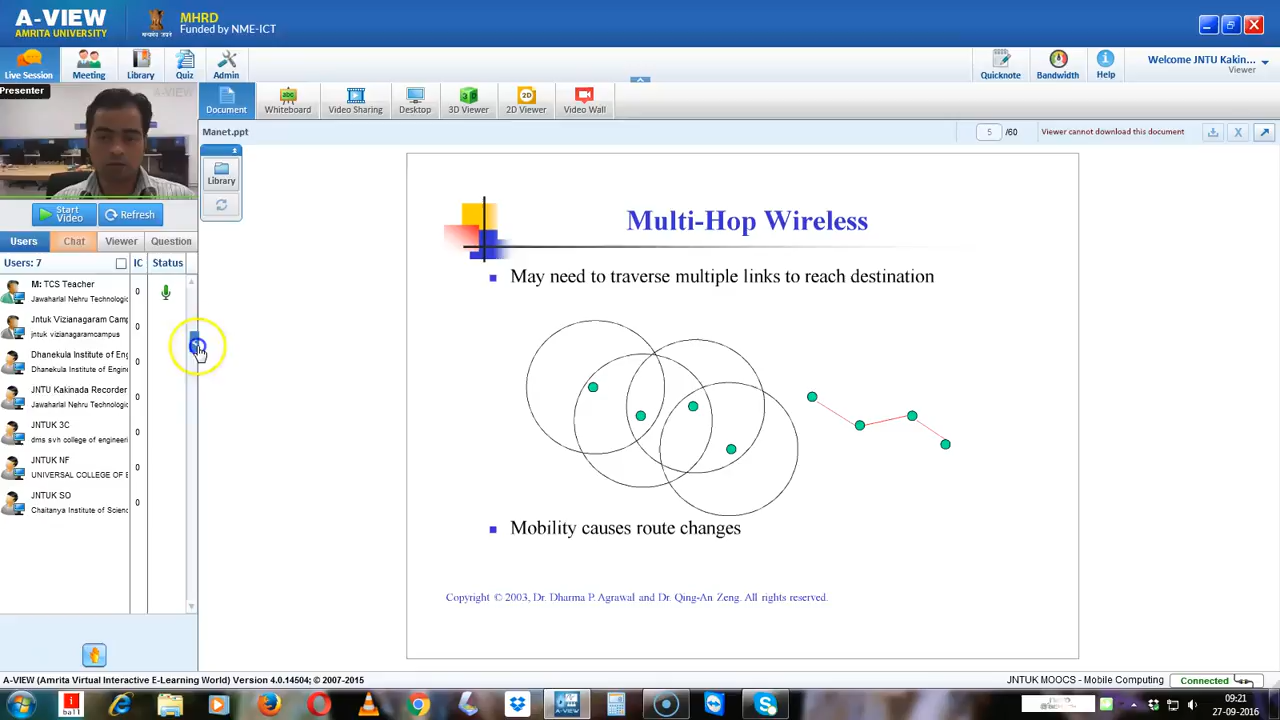 A-VIEW
AMRITA UNIVERSITY
MHRD
Funded by NME-ICT
Live Session
Meeting
Library
Quiz
Admin
Quicknote
Bandwidth
Help
Welcome JNTU Kakin...
Viewer
Presenter
A-VIEW
Document
Whiteboard
Video Sharing
Desktop
3D Viewer
2D Viewer
Video Wall
Manet.ppt
5 /60
Viewer cannot download this document
X
Library
Start Video
Refresh
Users
Chat
Viewer
Question
Users: 7
IC
Status
M: TCS Teacher
Jawaharlal Nehru Technologic
0
Jntuk Vizianagaram Camp
jntuk vizianagaramcampus
0
Dhanekula Institute of Eng
Dhanekula Institute of Engine
0
JNTU Kakinada Recorder
Jawaharlal Nehru Technologic
0
JNTUK 3C
dms svh college of engineeri
0
JNTUK NF
UNIVERSAL COLLEGE OF E
0
JNTUK SO
Chaitanya Institute of Scienc
0
Multi-Hop Wireless
May need to traverse multiple links to reach destination
Mobility causes route changes
Copyright © 2003, Dr. Dharma P. Agrawal and Dr. Qing-An Zeng. All rights reserved.
A-VIEW (Amrita Virtual Interactive E-Learning World) Version 4.0.14504; © 2007-2015
JNTUK MOOCS - Mobile Computing
Connected
i
ball
A-VIEW
09:21
27-09-2016